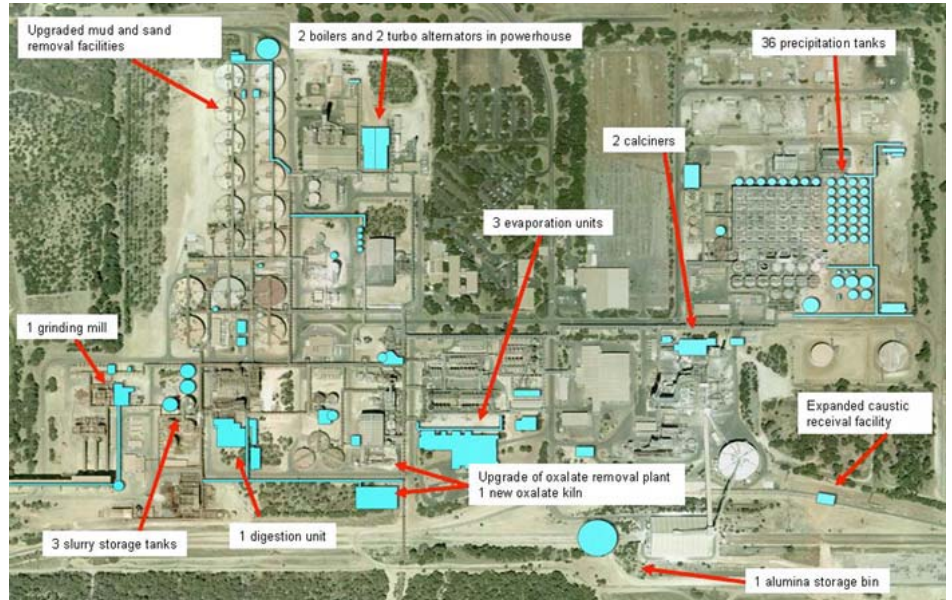 Upgraded mud and sand
removal facilities
2 boilers and 2 turbo alternators in powerhouse
36 precipitation tanks
2 calciners
3 evaporation units
1 grinding mill
Expanded caustic
receival facility
Upgrade of oxalate removal plant
1 new oxalate kiln
3 slurry storage tanks
1 digestion unit
1 alumina storage bin